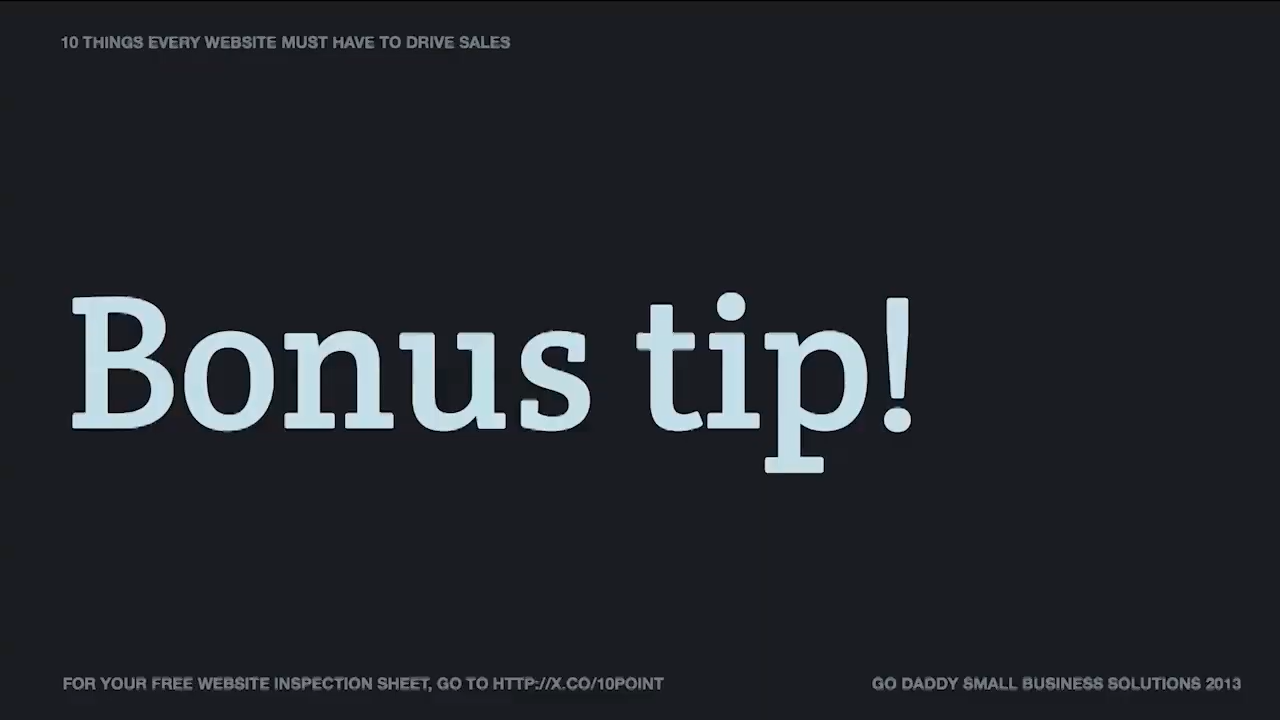 10 THINGS EVERY WEBSITE MUST HAVE TO DRIVE SALES
Bonus tip!
FOR YOUR FREE WEBSITE INSPECTION SHEET, GO TO HTTP://X.CO/10POINT
GO DADDY SMALL BUSINESS SOLUTIONS 2013